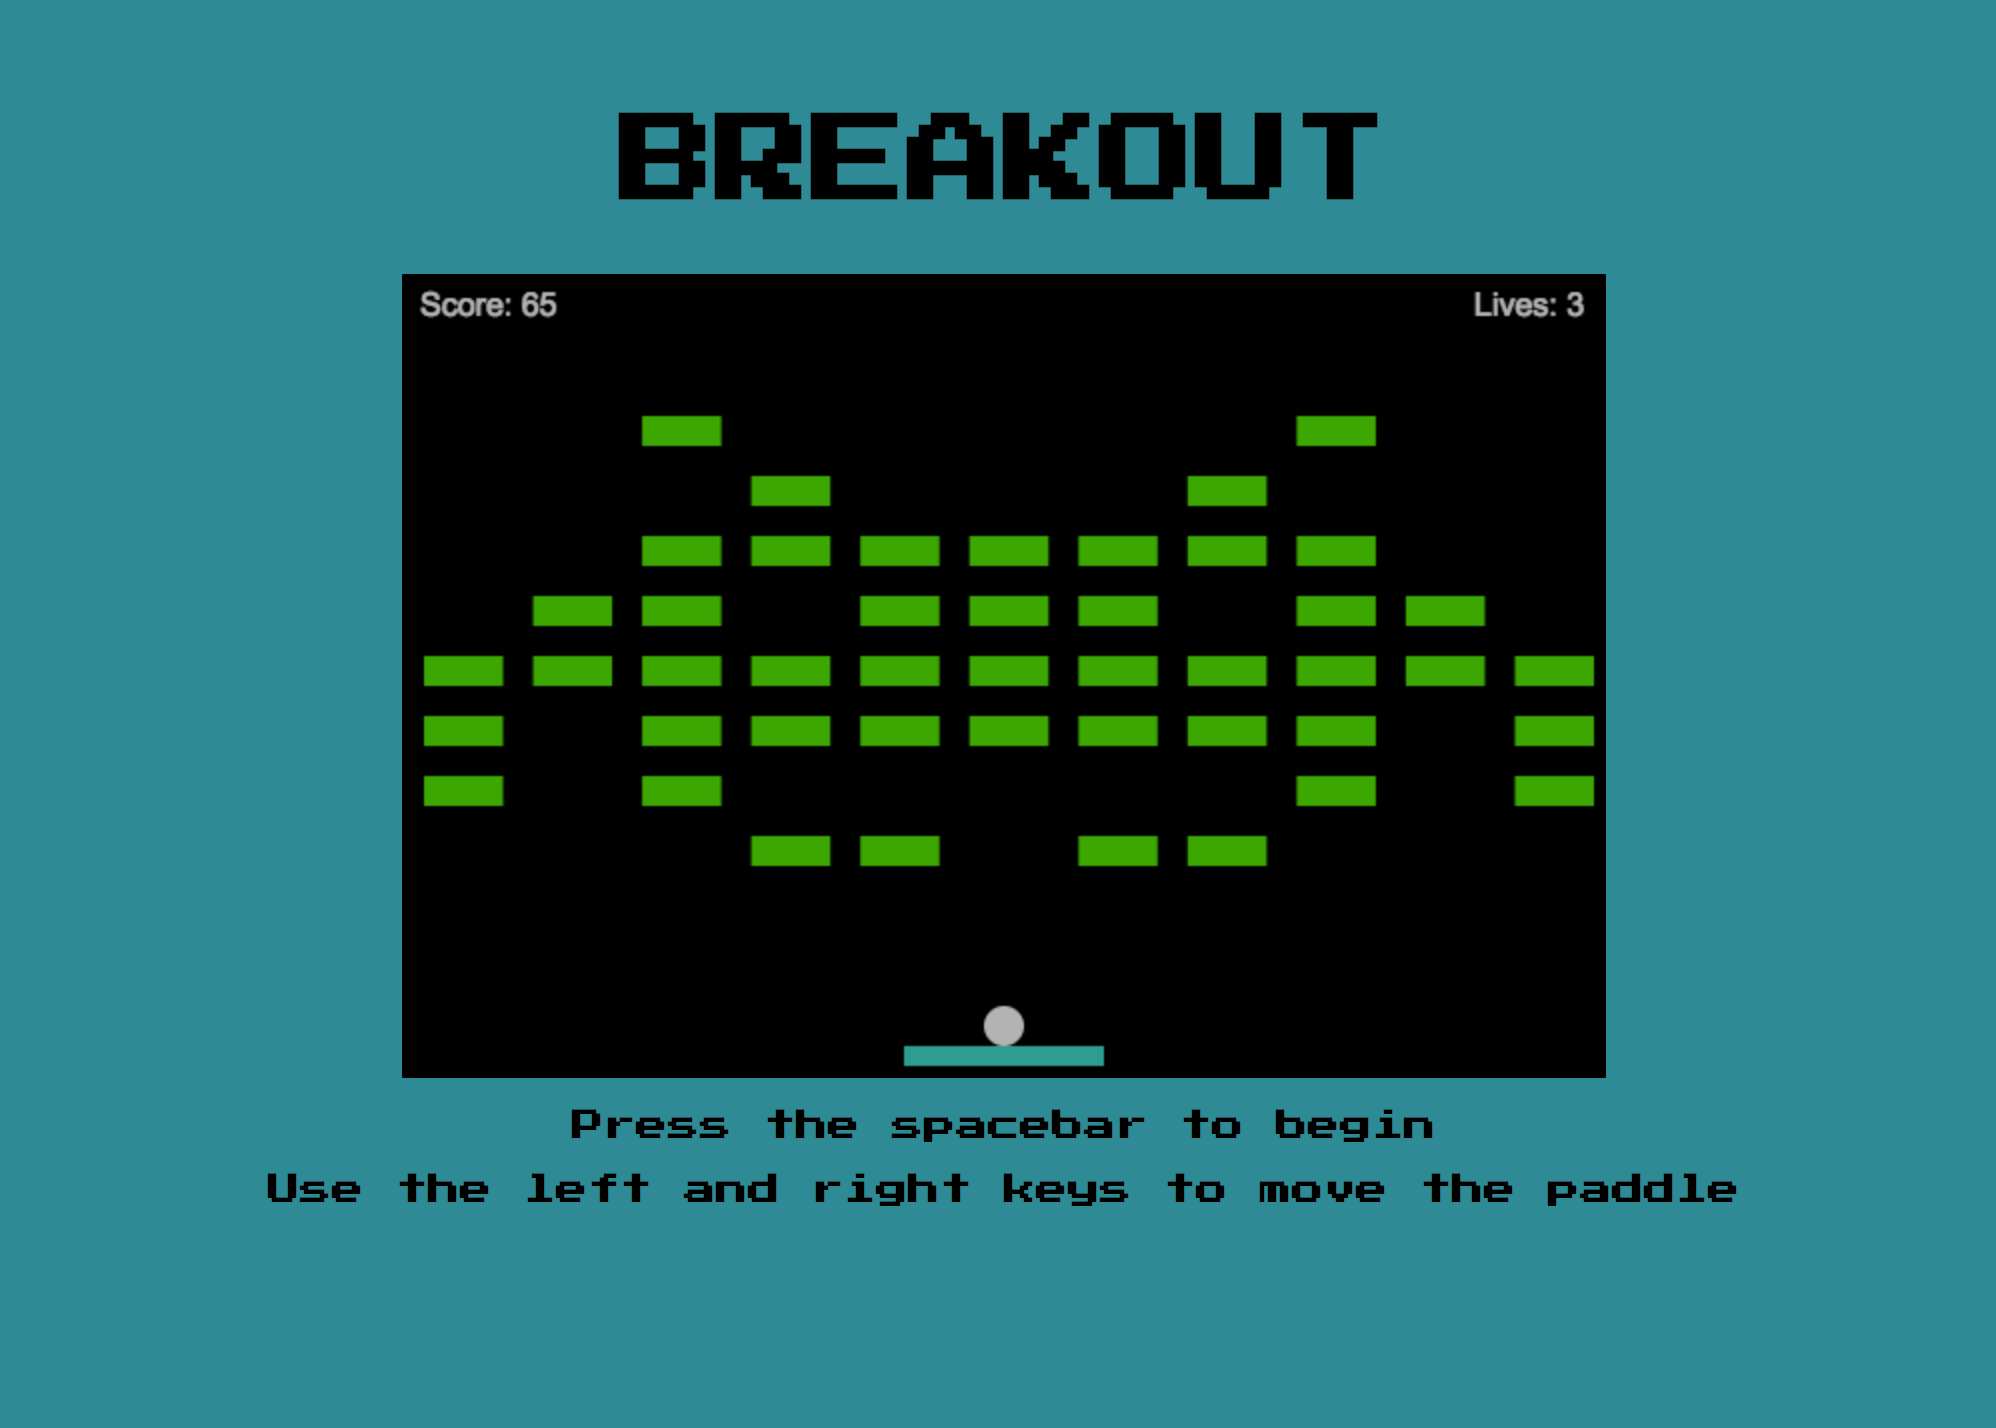 BREAKOUT
Score: 65
Lives: 3
Press the spacebar to begin
Use the left and right keys to move the paddle